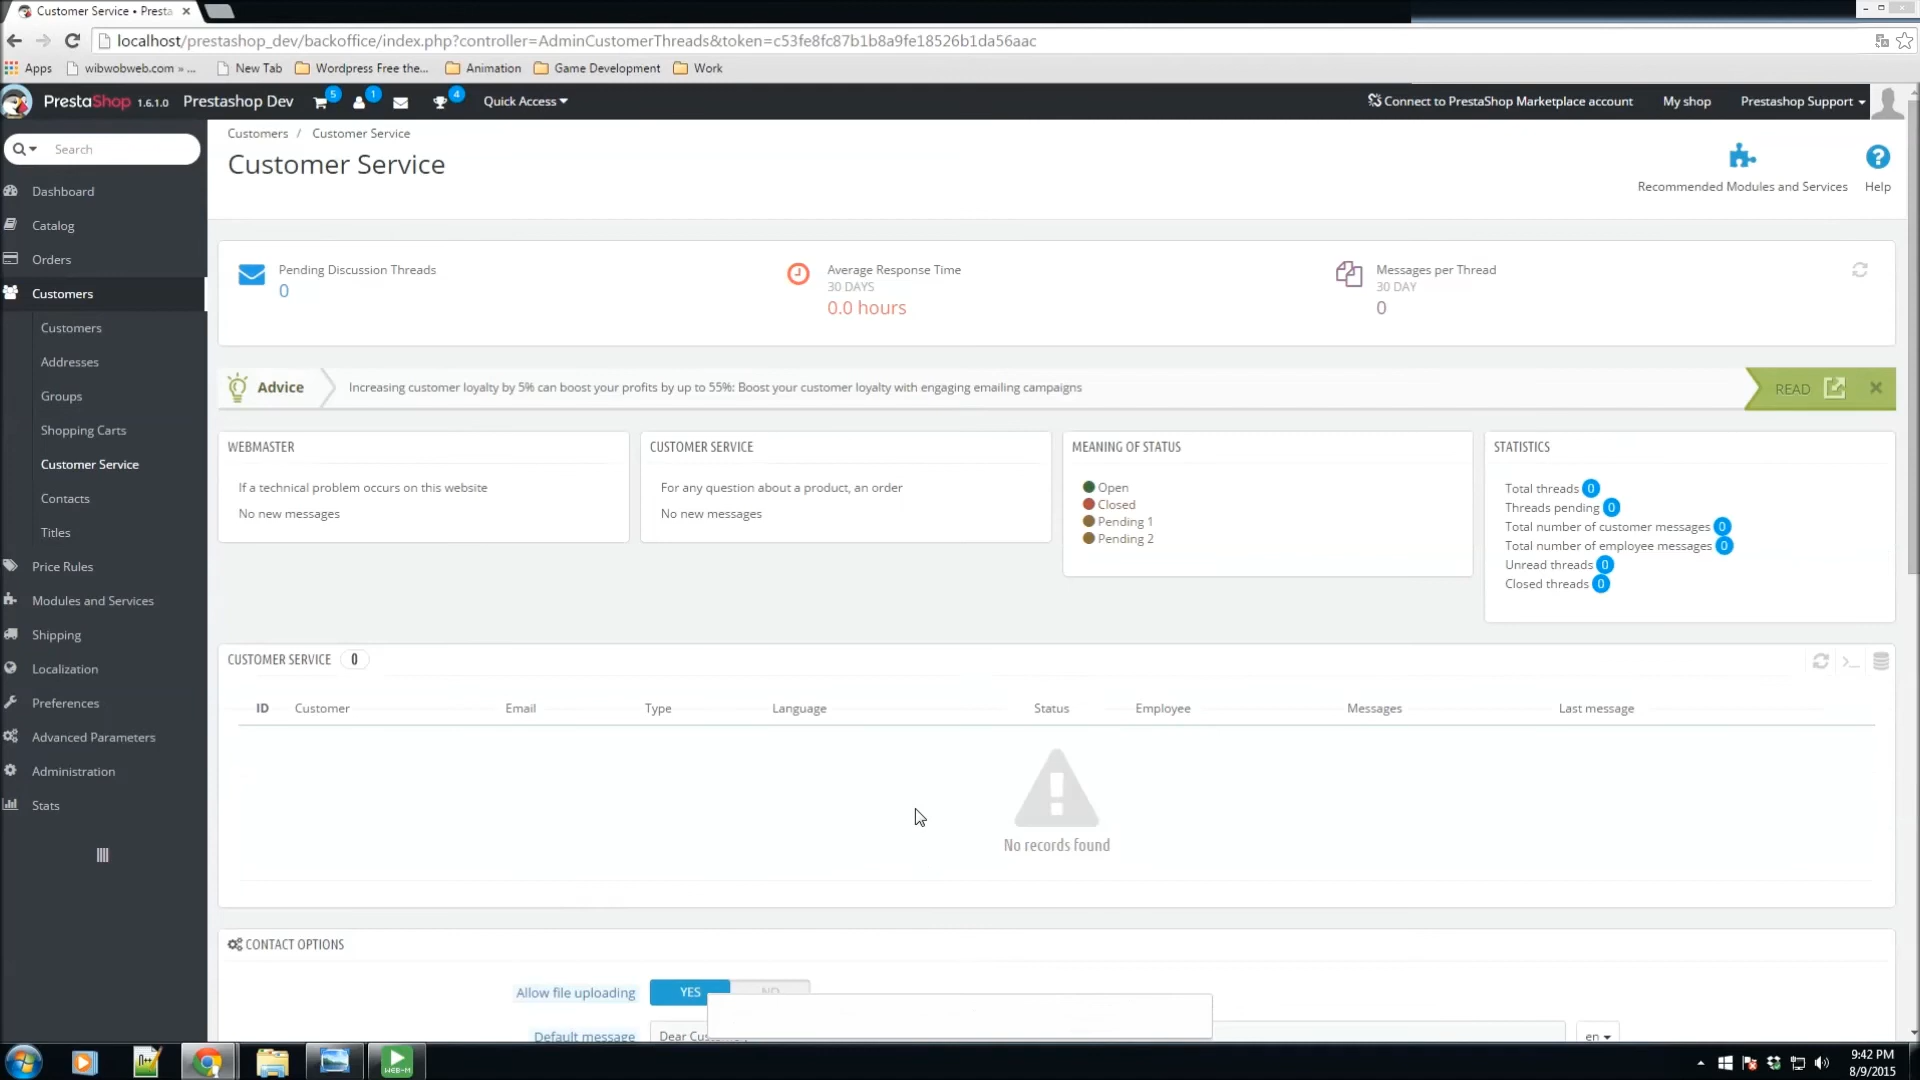 Customer Service • Presta
localhost/prestashop_dev/backoffice/index.php?controller=AdminCustomerThreads&token=c53fe8fc87b1b8a9fe18526b1da56aac
Apps
wibwobweb.com » ...
New Tab
Wordpress Free the...
Animation
Game Development
Work
PrestaShop 1.6.1.0
Prestashop Dev
5
1
4
Quick Access
Connect to PrestaShop Marketplace account
My shop
Prestashop Support
Search
Dashboard
Catalog
Orders
Customers
Customers
Addresses
Groups
Shopping Carts
Customer Service
Contacts
Titles
Price Rules
Modules and Services
Shipping
Localization
Preferences
Advanced Parameters
Administration
Stats
Customers / Customer Service
Customer Service
Recommended Modules and Services
Help
Pending Discussion Threads
0
Average Response Time
30 DAYS
0.0 hours
Messages per Thread
30 DAY
0
Advice
Increasing customer loyalty by 5% can boost your profits by up to 55%: Boost your customer loyalty with engaging emailing campaigns
READ
WEBMASTER
If a technical problem occurs on this website
No new messages
CUSTOMER SERVICE
For any question about a product, an order
No new messages
MEANING OF STATUS
Open
Closed
Pending 1
Pending 2
STATISTICS
Total threads 0
Threads pending 0
Total number of customer messages 0
Total number of employee messages 0
Unread threads 0
Closed threads 0
CUSTOMER SERVICE 0
ID Customer Email Type Language Status Employee Messages Last message
No records found
CONTACT OPTIONS
Allow file uploading YES NO
Default message Dear en
WEB-M
9:42 PM
8/9/2015